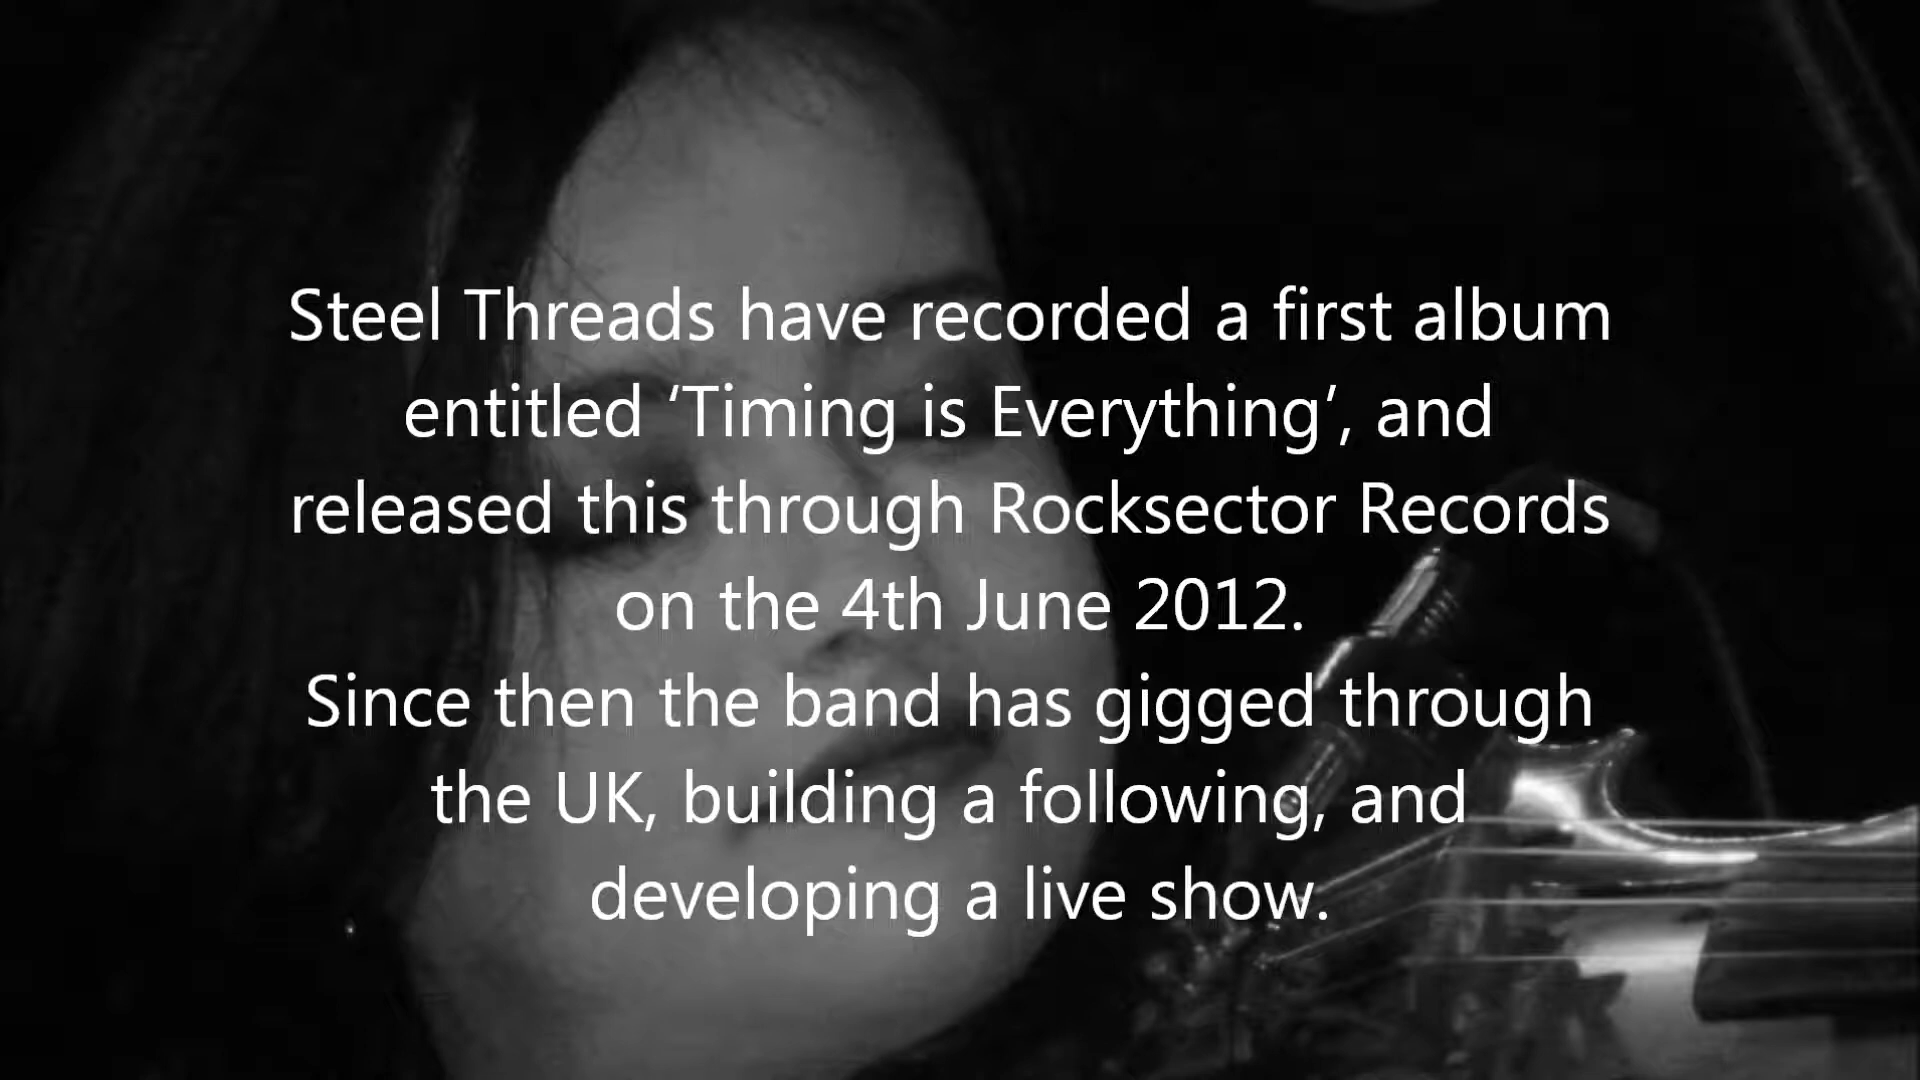 Steel Threads have recorded a first album
entitled ‘Timing is Everything’, and
released this through Rocksector Records
on the 4th June 2012.
Since then the band has gigged through
the UK, building a following, and
developing a live show.